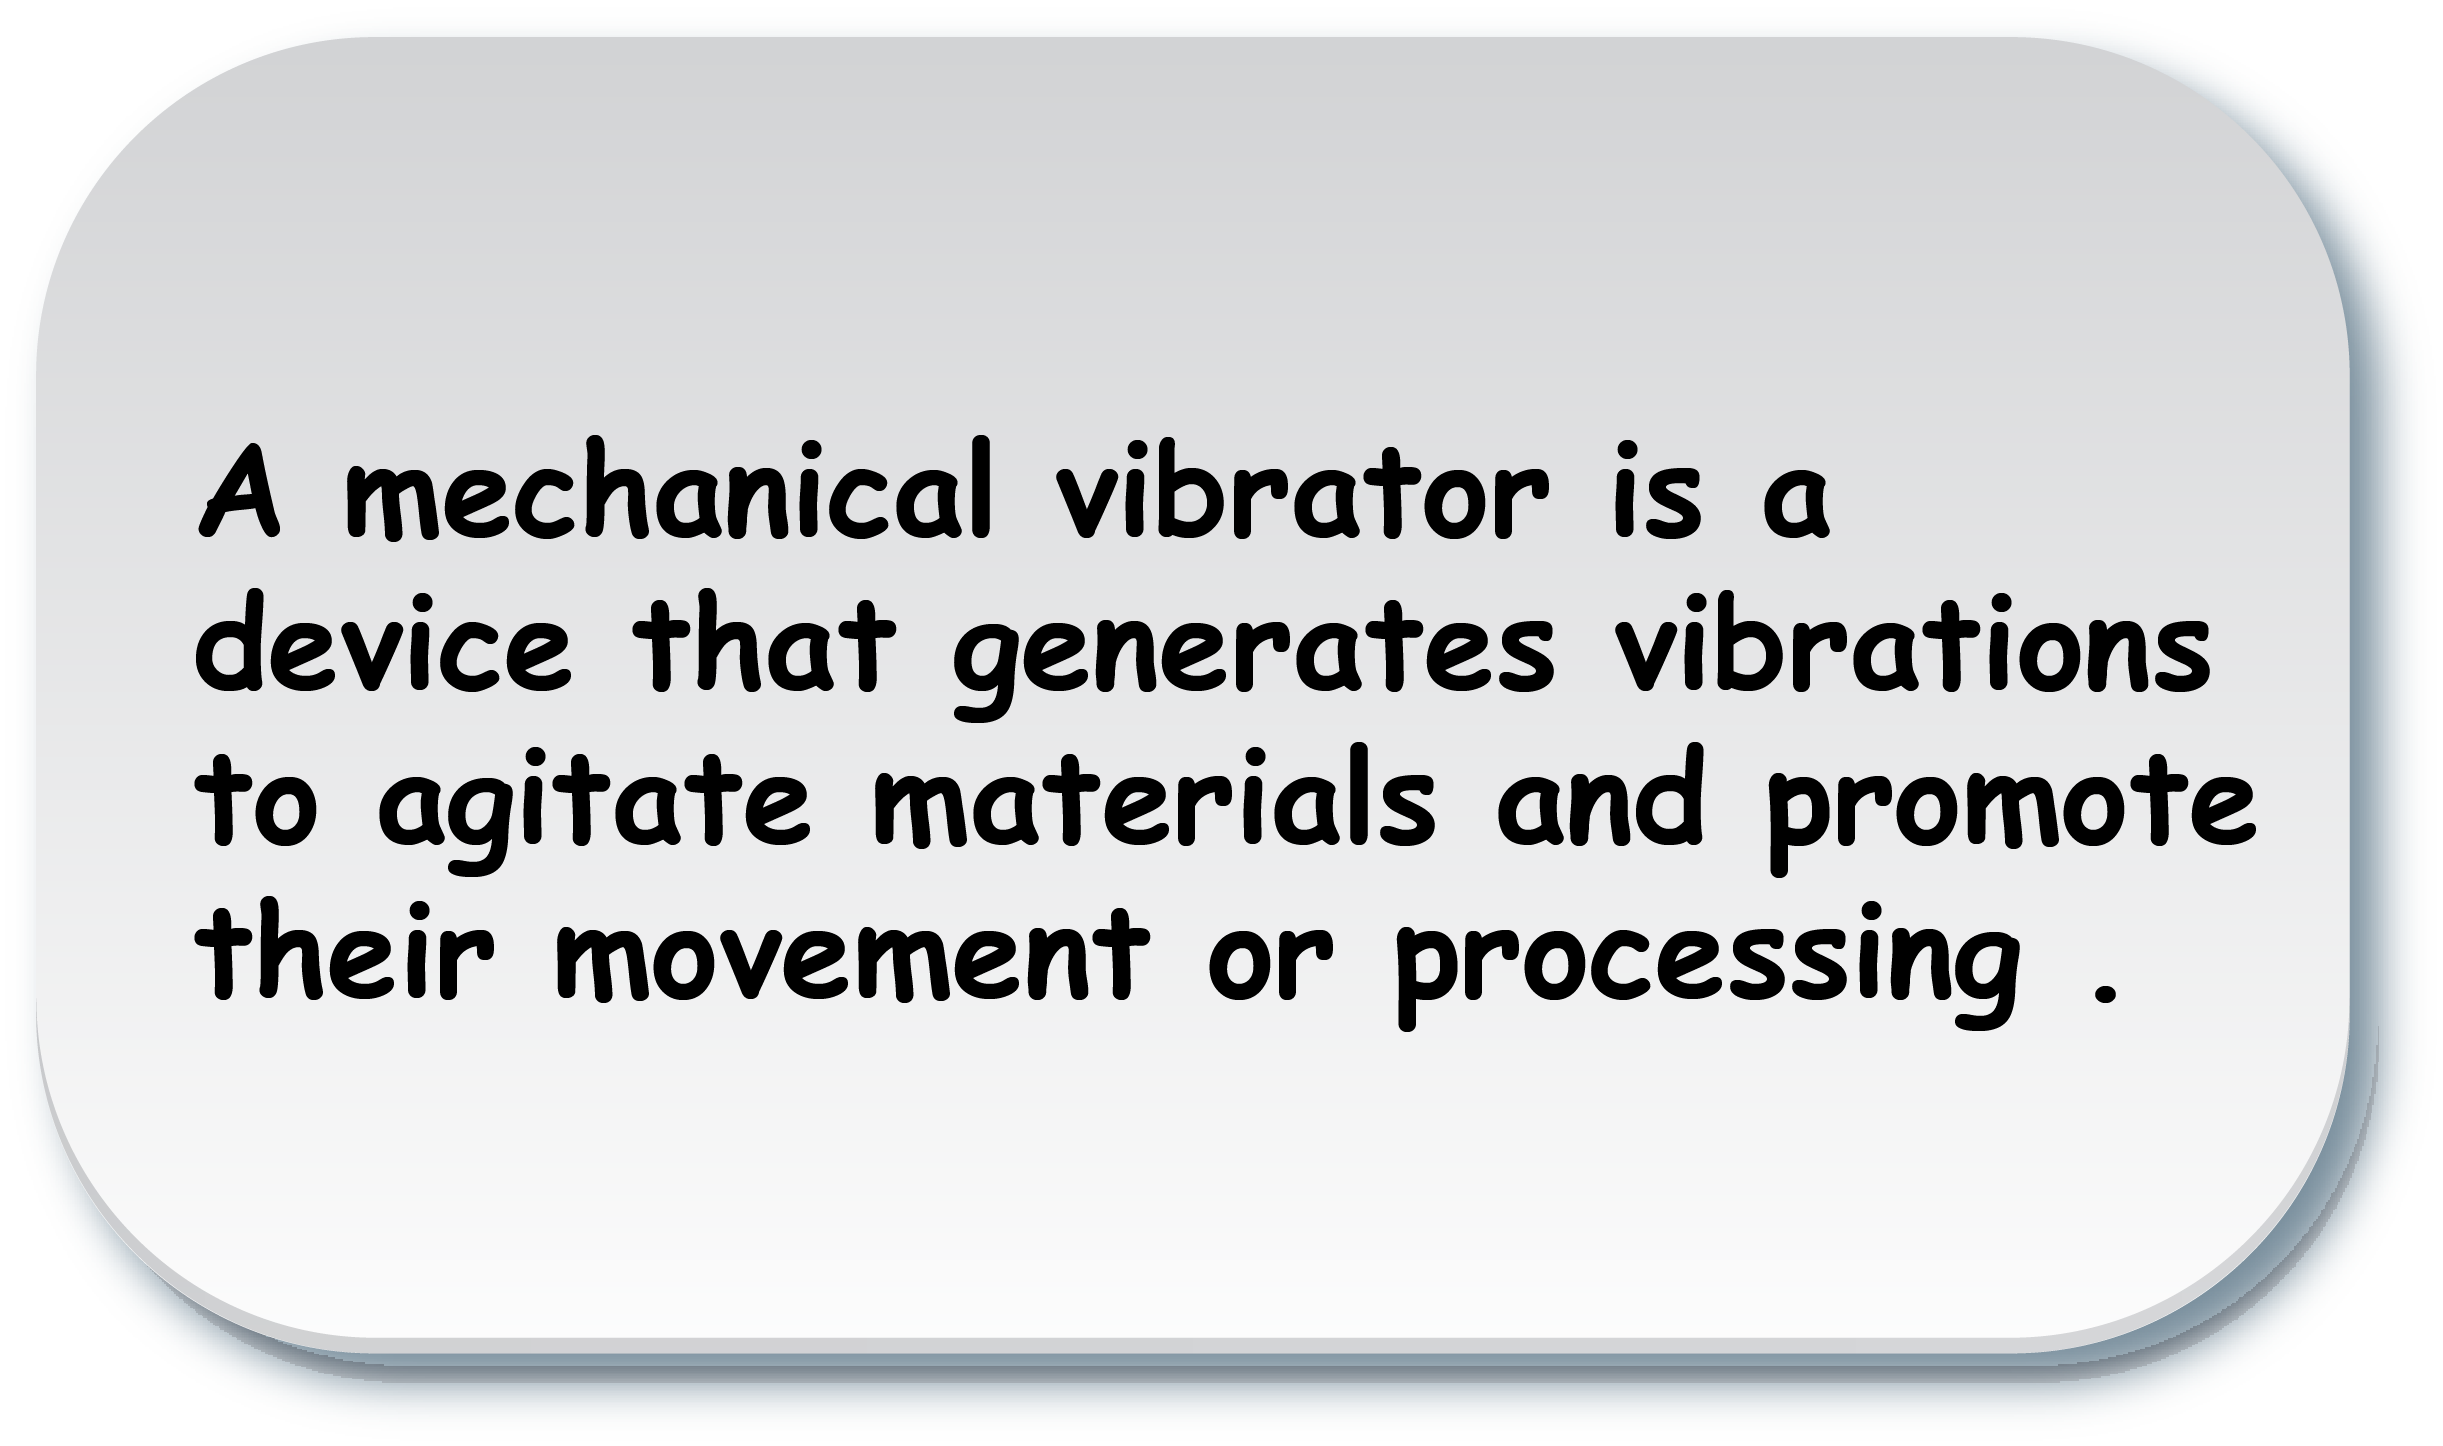 A mechanical vibrator is a
device that generates vibrations
to agitate materials and promote
their movement or processing .